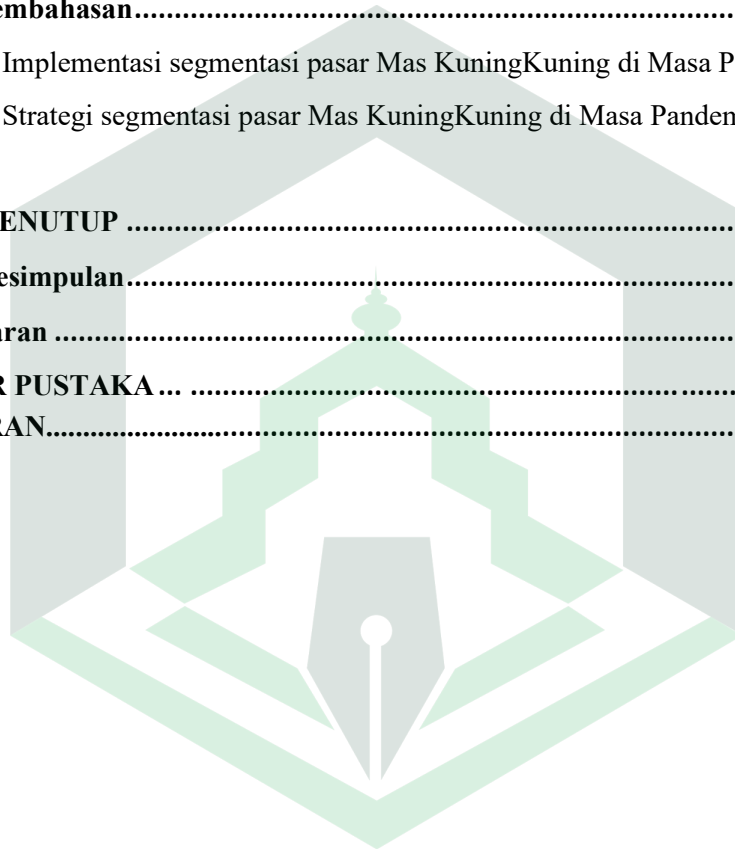 embahasan................................................................................
Implementasi segmentasi pasar Mas KuningKuning di Masa P
Strategi segmentasi pasar Mas KuningKuning di Masa Panden
ENUTUP ................................................................................
esimpulan................................................................................
aran ................................................................................
R PUSTAKA... ................................................................................
RAN................................................................................